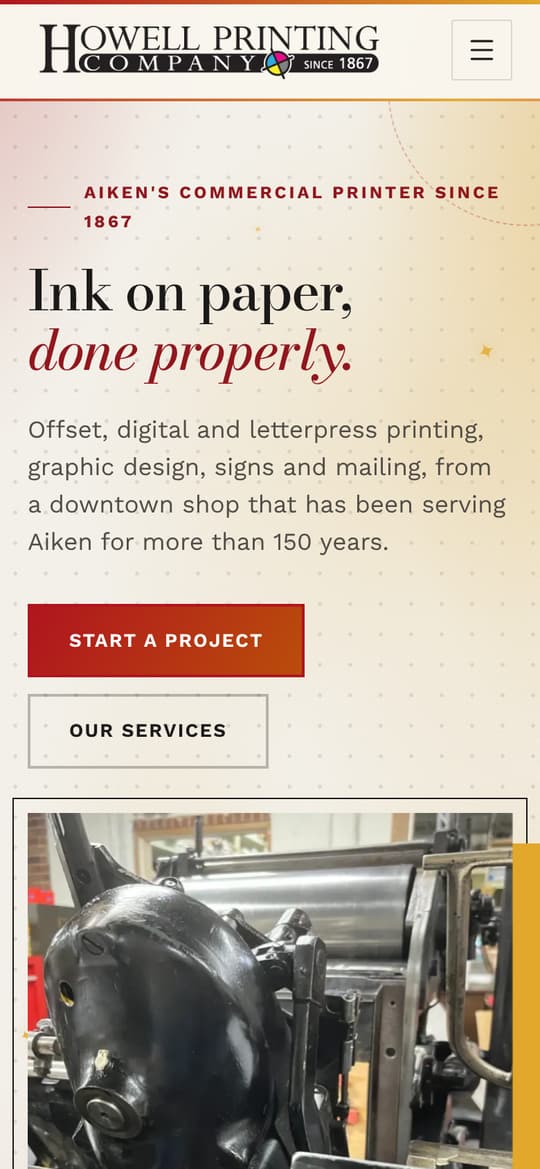 HOWELL PRINTING
COMPANY SINCE 1867
AIKEN'S COMMERCIAL PRINTER SINCE
1867
Ink on paper,
done properly.
Offset, digital and letterpress printing,
graphic design, signs and mailing, from
a downtown shop that has been serving
Aiken for more than 150 years.
START A PROJECT
OUR SERVICES